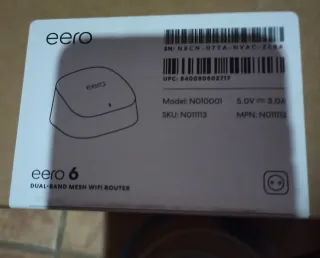 eero
UPC: 840080602717
Model: N010001 5.0V⎓3.0A
SKU: N011113 MPN: N011113
eero
eero 6
DUAL-BAND MESH WIFI ROUTER